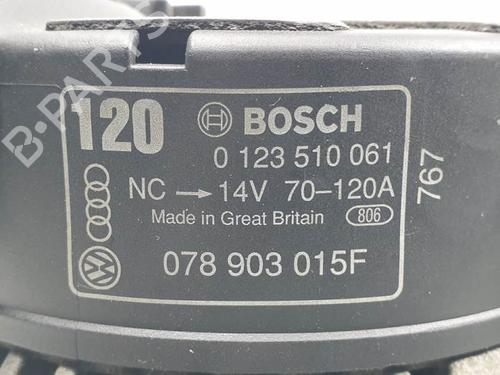 B-PARTS
120 BOSCH
0 123 510 061
NC → 14V 70–120A
Made in Great Britain 806
078 903 015F
767